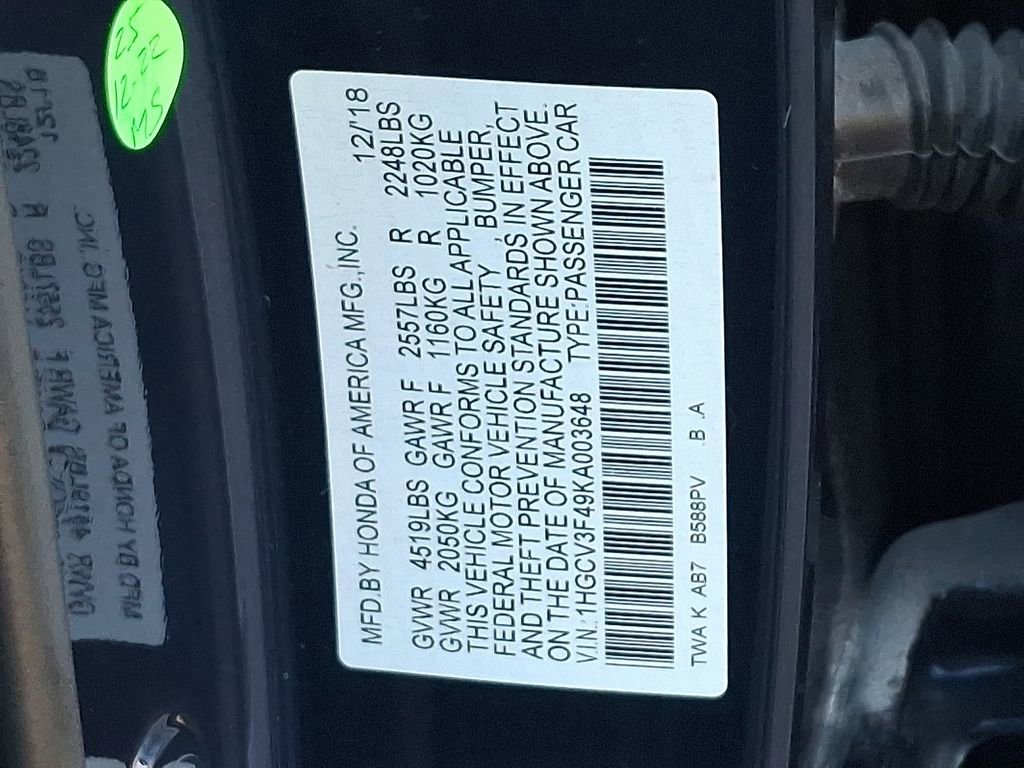 MFD.BY HONDA OF AMERICA MFG.,INC. 12/'18
GVWR 4519LBS GAWR F 2557LBS R 2248LBS
GVWR 2050KG GAWR F 1160KG R 1020KG
THIS VEHICLE CONFORMS TO ALL APPLICABLE
FEDERAL MOTOR VEHICLE SAFETY , BUMPER,
AND THEFT PREVENTION STANDARDS IN EFFECT
ON THE DATE OF MANUFACTURE SHOWN ABOVE.
V.I.N.:1HGCV3F49KA003648 TYPE:PASSENGER CAR
TWA K AB7 B588PV B .A
25
12-22